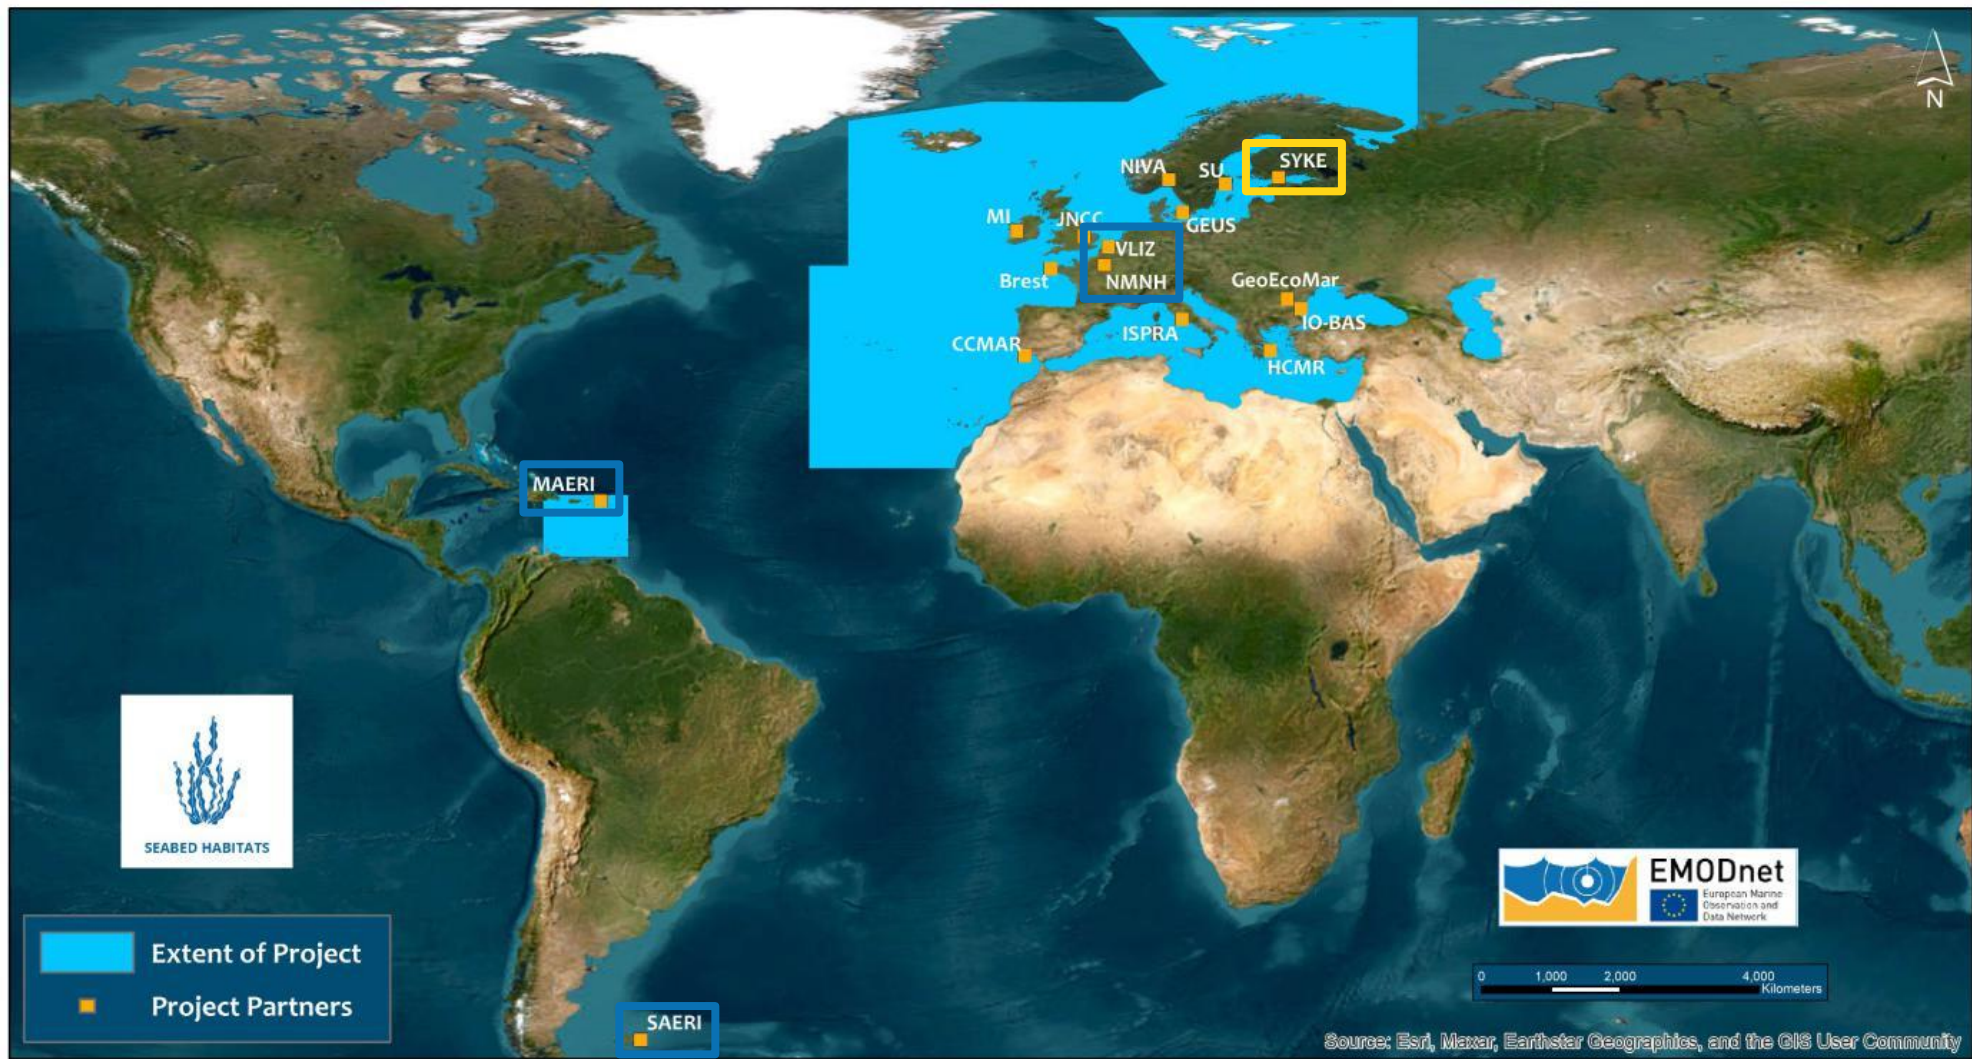 N
SYKE
NIVA
SU
MI
JNCC
GEUS
VLIZ
Brest
NMNH
GeoEcoMar
IO-BAS
ISPRA
CCMAR
HCMR
MAERI
SEABED HABITATS
EMODnet
European Marine
Observation and
Data Network
Extent of Project
Project Partners
0 1,000 2,000 4,000
Kilometers
SAERI
Source: Esri, Maxar, Earthstar Geographics, and the GIS User Community